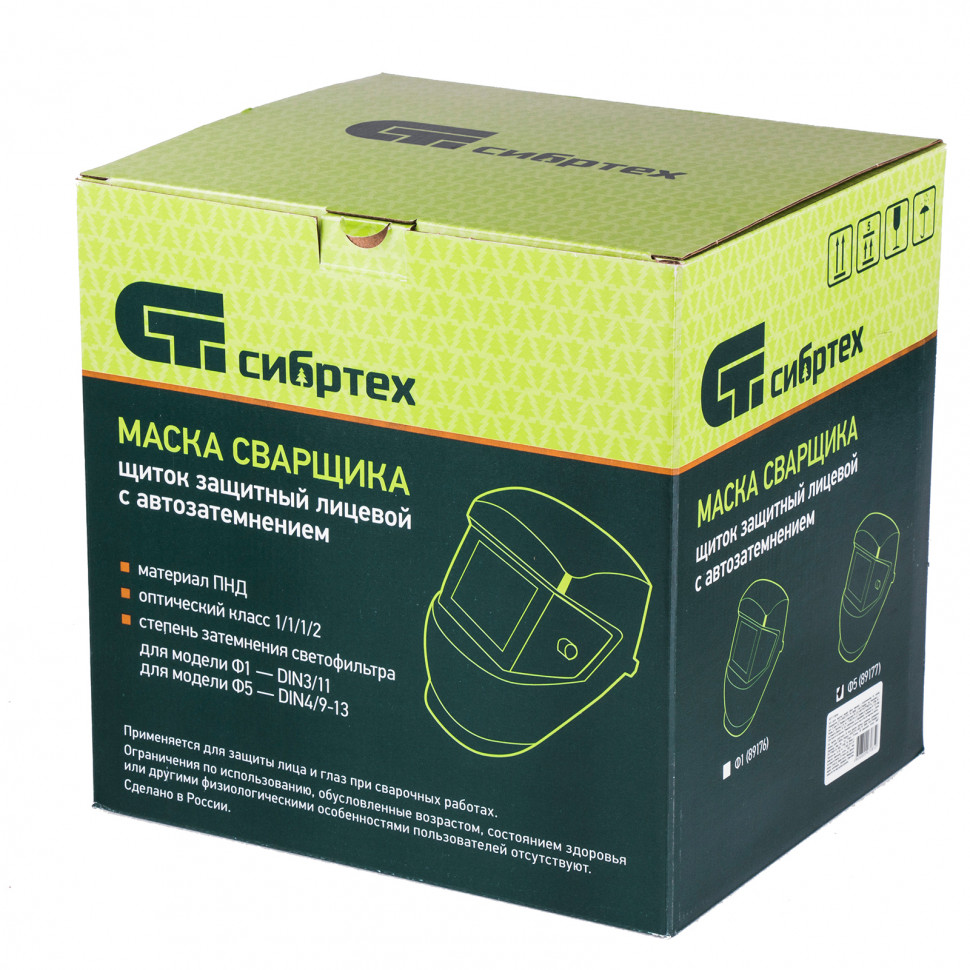 сибртех
сибртех
МАСКА СВАРЩИКА
щиток защитный лицевой
с автозатемнением
материал ПНД
оптический класс 1/1/1/2
степень затемнения светофильтра
для модели Ф1 — DIN3/11
для модели Ф5 — DIN4/9-13
Применяется для защиты лица и глаз при сварочных работах.
Ограничения по использованию, обусловленные возрастом, состоянием здоровья
или другими физиологическими особенностями пользователей отсутствуют.
Сделано в России.
сибртех
МАСКА СВАРЩИКА
щиток защитный лицевой
с автозатемнением
Ф1 (89176)
Ф5 (89177)